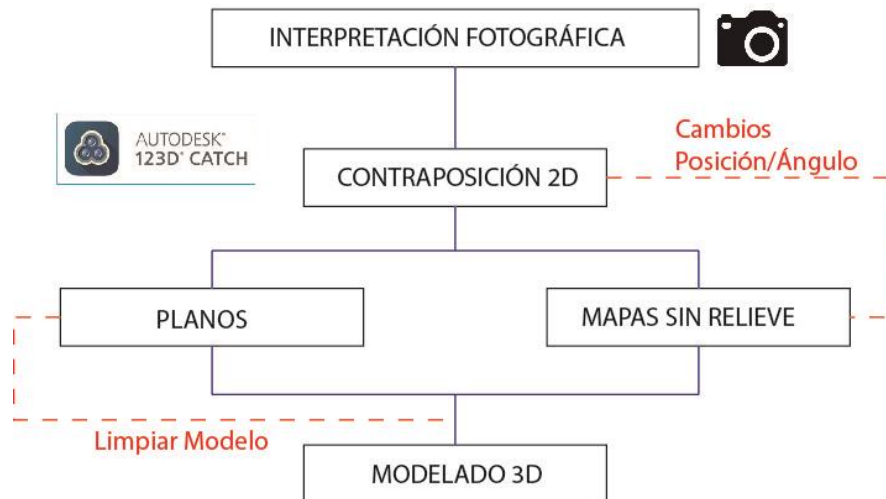 INTERPRETACIÓN FOTOGRÁFICA
AUTODESK®
123D® CATCH
Cambios
Posición/Ángulo
CONTRAPOSICIÓN 2D
PLANOS
MAPAS SIN RELIEVE
Limpiar Modelo
MODELADO 3D